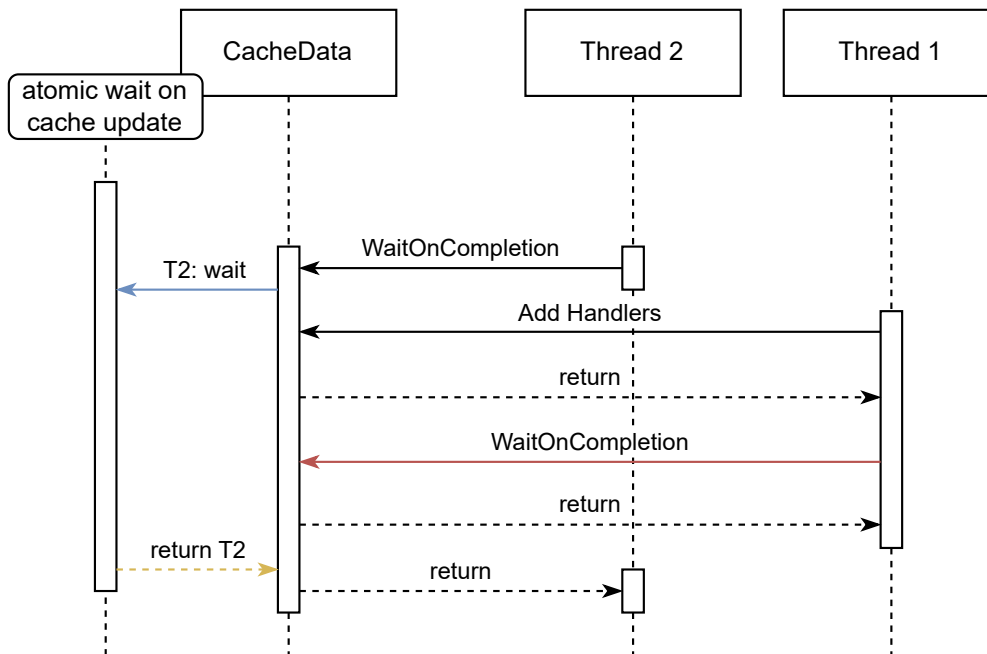 CacheData
Thread 2
Thread 1
atomic wait on
cache update
WaitOnCompletion
T2: wait
Add Handlers
return
WaitOnCompletion
return
return T2
return